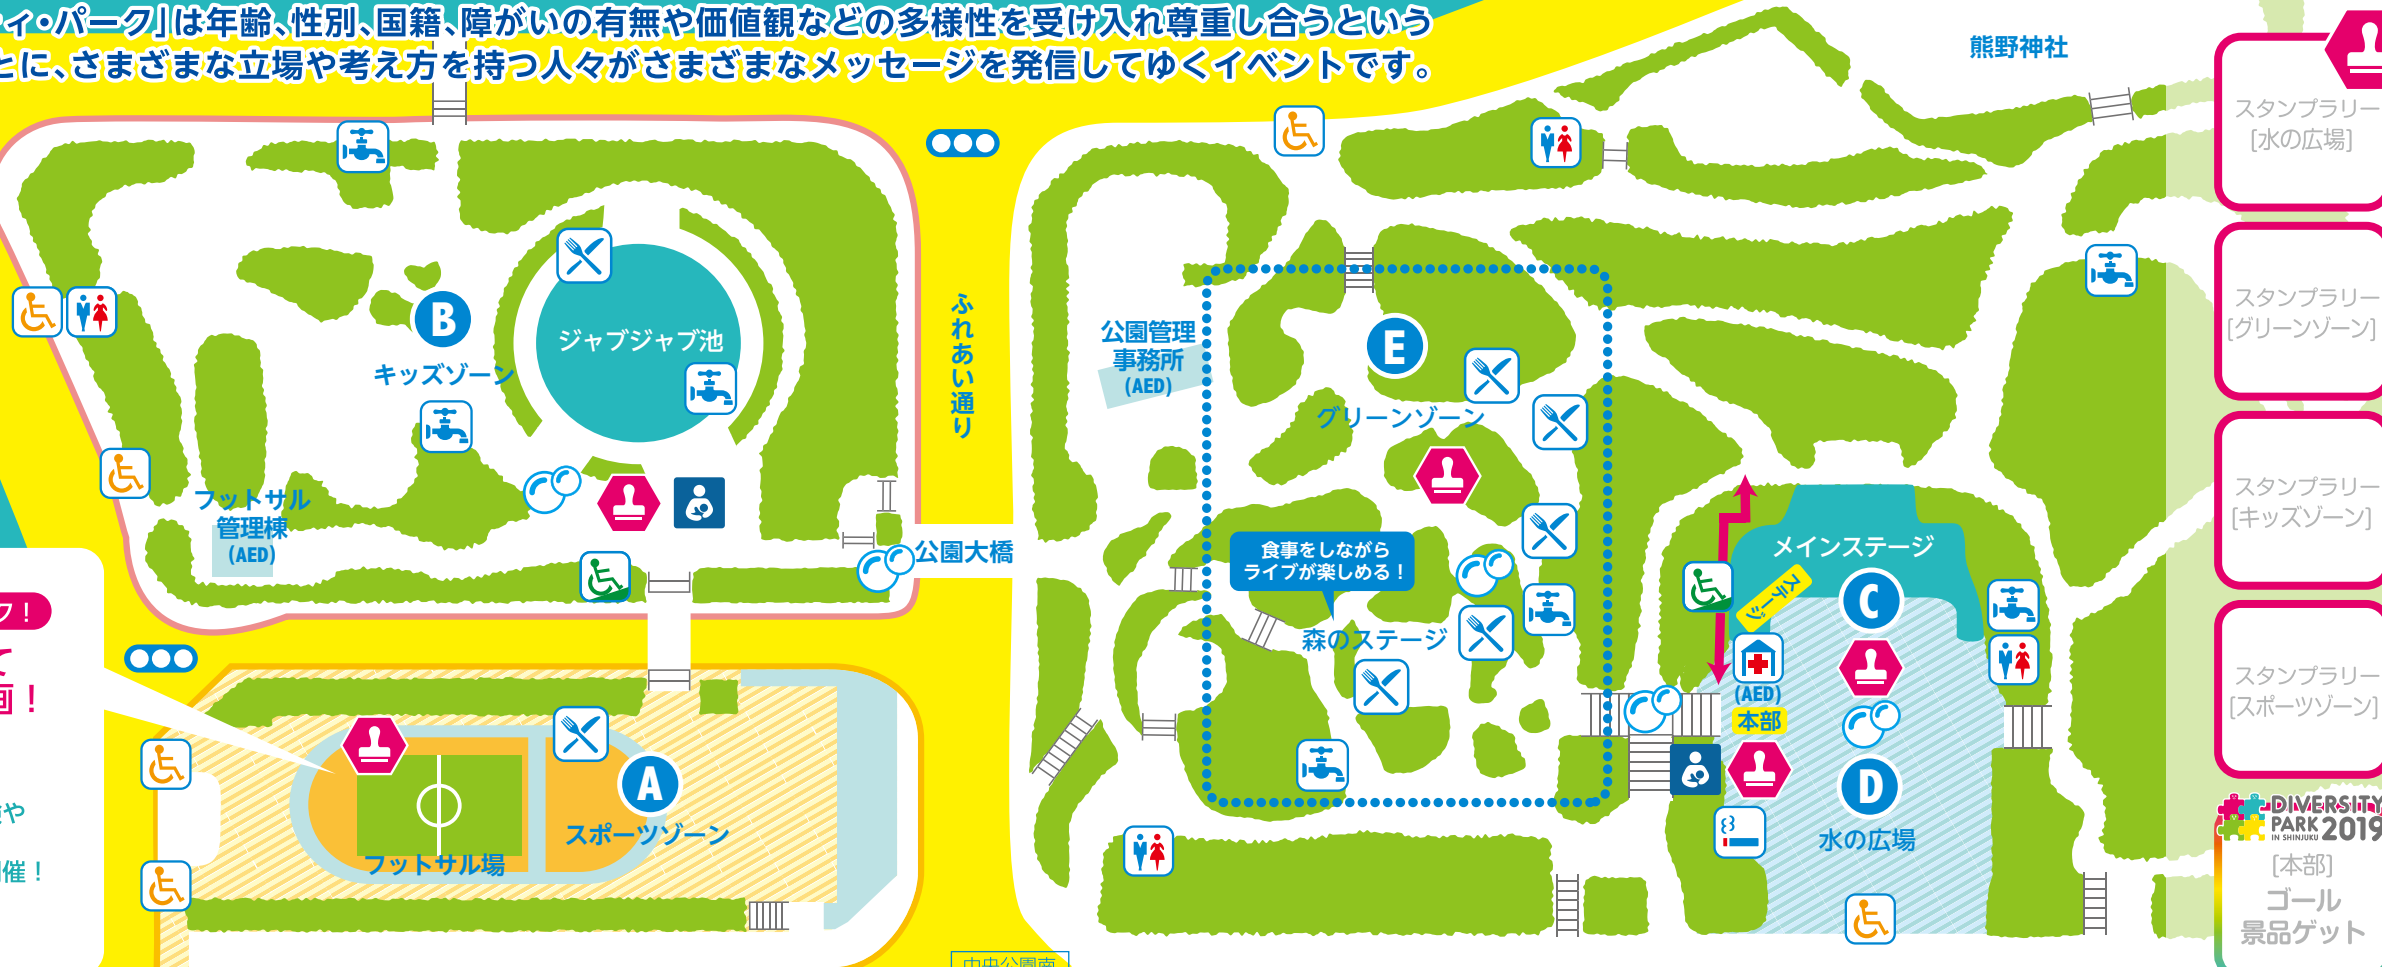 ィ・パーク」は年齢、性別、国籍、障がいの有無や価値観などの多様性を受け入れ尊重し合うという
とに、さまざまな立場や考え方を持つ人々がさまざまなメッセージを発信してゆくイベントです。
熊野神社
スタンプラリー
[水の広場]
スタンプラリー
[グリーンゾーン]
スタンプラリー
[キッズゾーン]
スタンプラリー
[スポーツゾーン]
DIVERSITY
PARK 2019
IN SHINJUKU
[本部]
ゴール
景品ゲット
B
キッズゾーン
ジャブジャブ池
フットサル
管理棟
(AED)
ふれあい通り
公園大橋
公園管理
事務所
(AED)
E
グリーンゾーン
食事をしながら
ライブが楽しめる！
森のステージ
メインステージ
ステージ
C
(AED)
本部
D
水の広場
ク！
て
画！
や
催！
A
スポーツゾーン
フットサル場
中央公園南